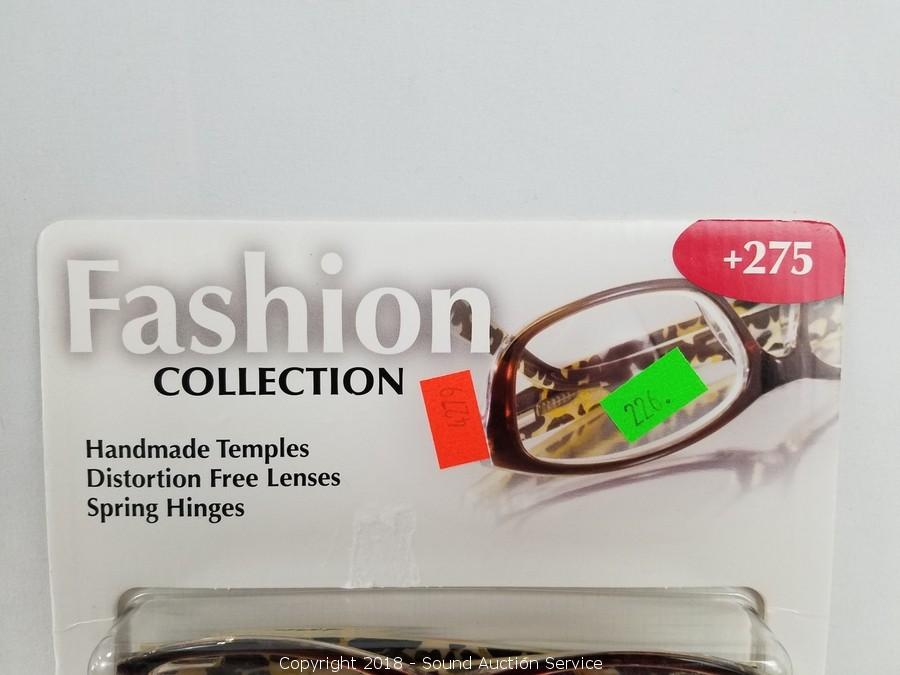 +275
Fashion
COLLECTION
4279
226.
Handmade Temples
Distortion Free Lenses
Spring Hinges
Copyright 2018 - Sound Auction Service